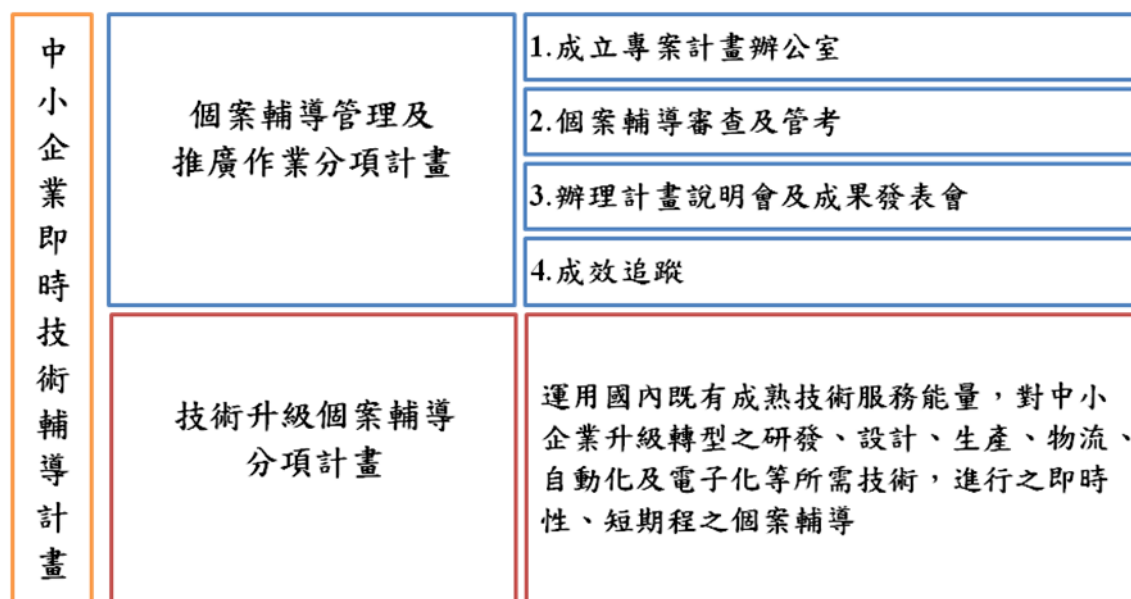 中小企業即時技術輔導計畫
個案輔導管理及
推廣作業分項計畫
1.成立專案計畫辦公室
2.個案輔導審查及管考
3.辦理計畫說明會及成果發表會
4.成效追蹤
技術升級個案輔導
分項計畫
運用國內既有成熟技術服務能量，對中小
企業升級轉型之研發、設計、生產、物流、
自動化及電子化等所需技術，進行之即時
性、短期程之個案輔導